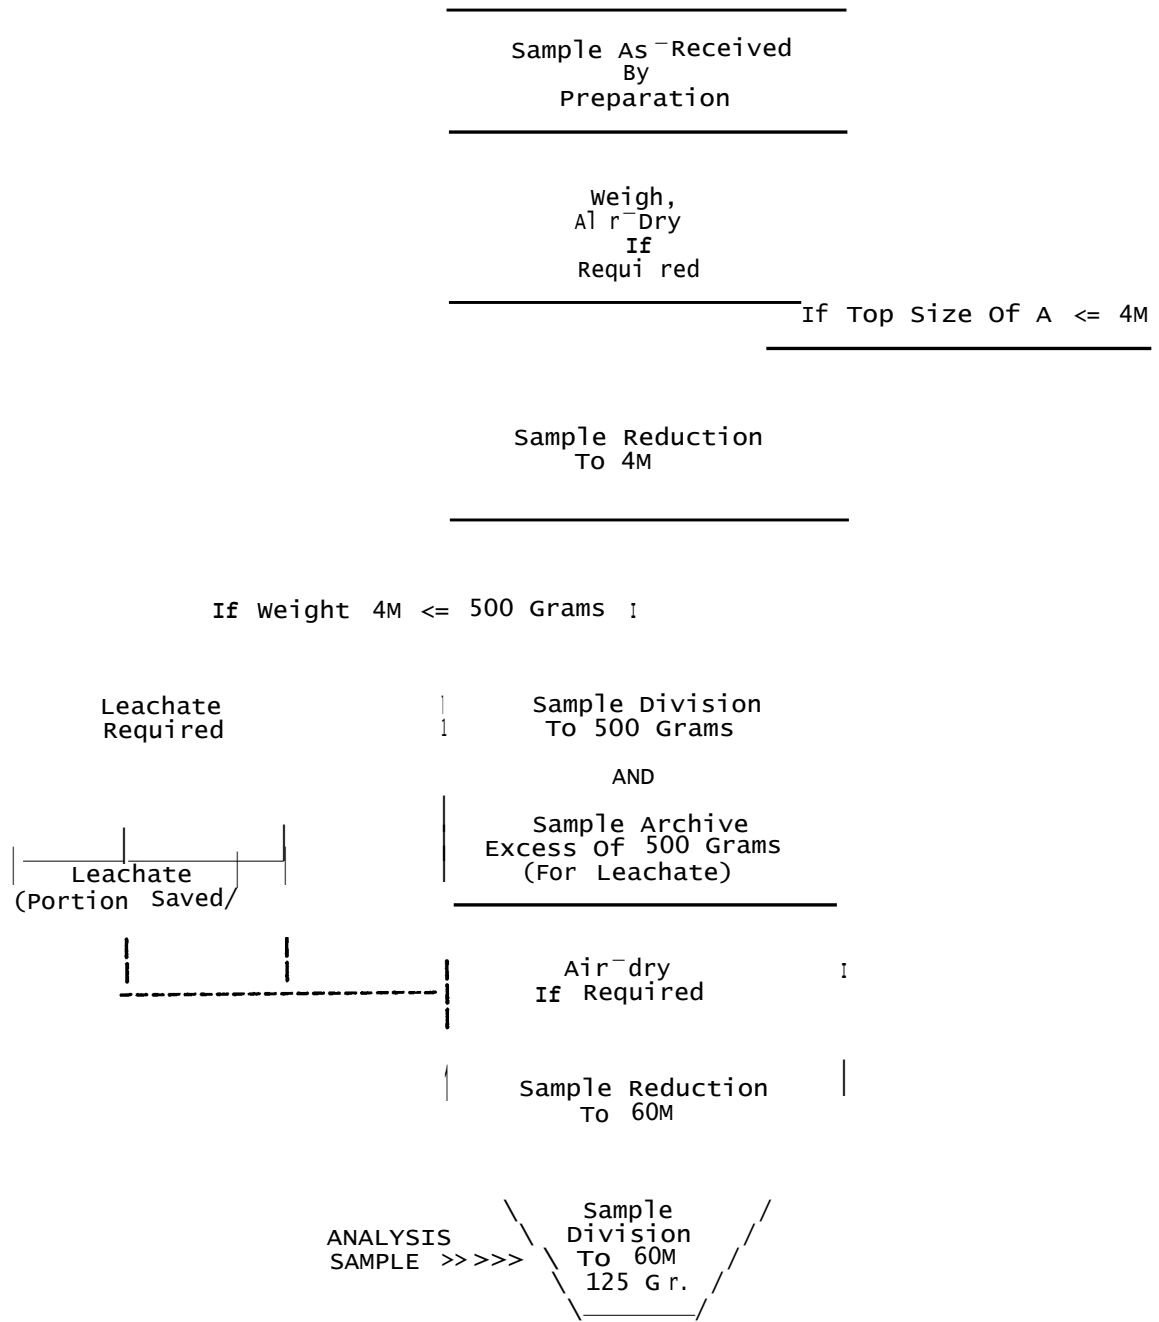 Sample As-Received
By
Preparation
Weigh,
Al r-Dry
If
Requi red
If Top Size Of A <= 4M
Sample Reduction
To 4M
If Weight 4M <= 500 Grams I
Leachate
Required
Sample Division
To 500 Grams
AND
Sample Archive
Excess Of 500 Grams
(For Leachate)
Leachate
(Portion Saved/
Air-dry
If Required
I
Sample Reduction
To 60M
ANALYSIS
SAMPLE >>>>>
Sample
Division
To 60M
125 Gr.